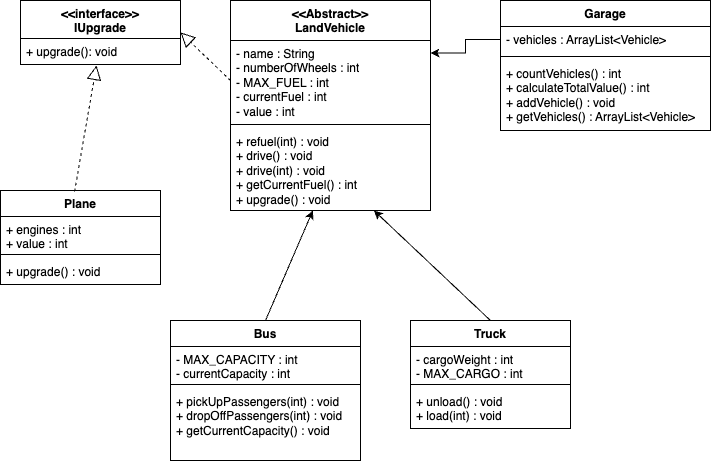 <<interface>>
IUpgrade
+ upgrade(): void
<<Abstract>>
LandVehicle
- name : String
- numberOfWheels : int
- MAX_FUEL : int
- currentFuel : int
- value : int
+ refuel(int) : void
+ drive() : void
+ drive(int) : void
+ getCurrentFuel() : int
+ upgrade() : void
Garage
- vehicles : ArrayList<Vehicle>
+ countVehicles() : int
+ calculateTotalValue() : int
+ addVehicle() : void
+ getVehicles() : ArrayList<Vehicle>
Plane
+ engines : int
+ value : int
+ upgrade() : void
Bus
- MAX_CAPACITY : int
- currentCapacity : int
+ pickUpPassengers(int) : void
+ dropOffPassengers(int) : void
+ getCurrentCapacity() : void
Truck
- cargoWeight : int
- MAX_CARGO : int
+ unload() : void
+ load(int) : void